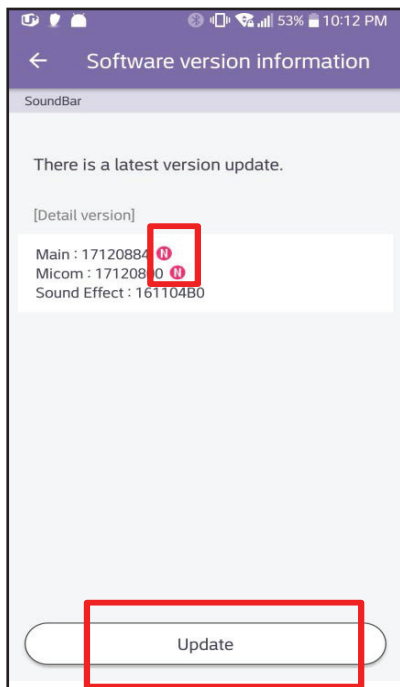 53% 10:12 PM
Software version information
SoundBar
There is a latest version update.
[Detail version]
Main : 17120884 N
Micom : 17120800 N
Sound Effect : 161104B0
Update